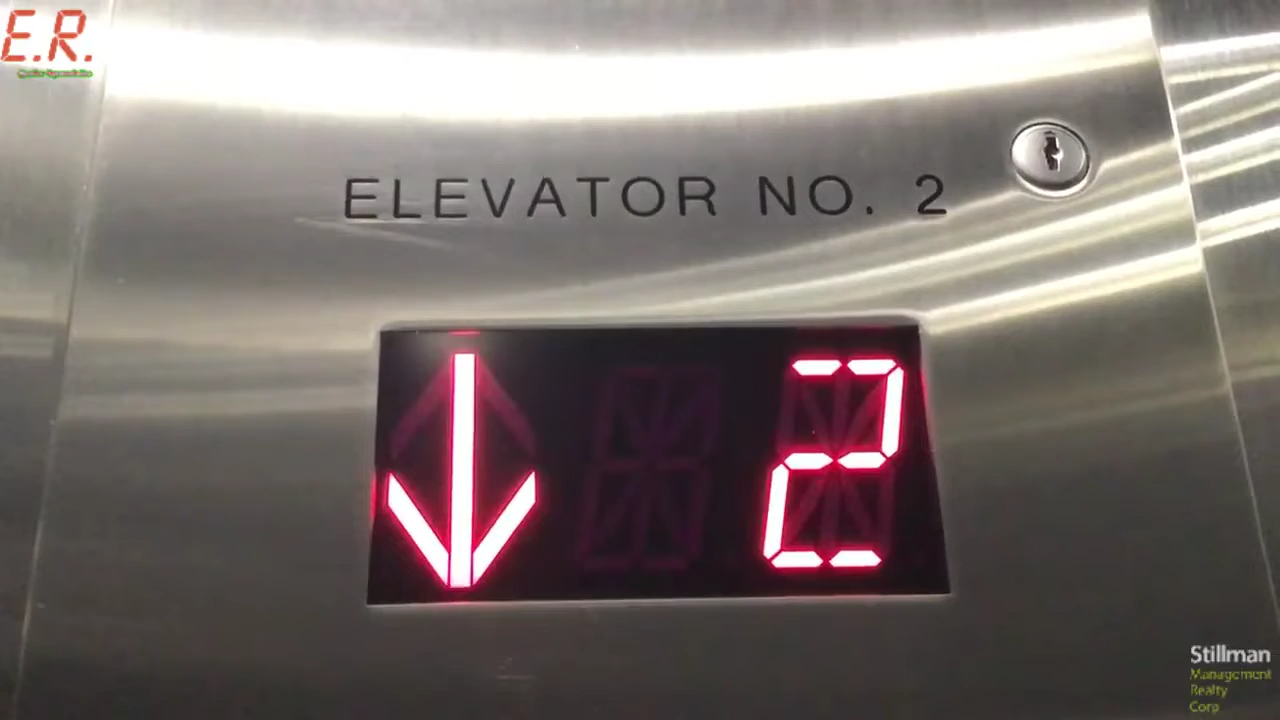 E.R.
ELEVATOR NO. 2
2
Stillman
Management
Realty
Corp